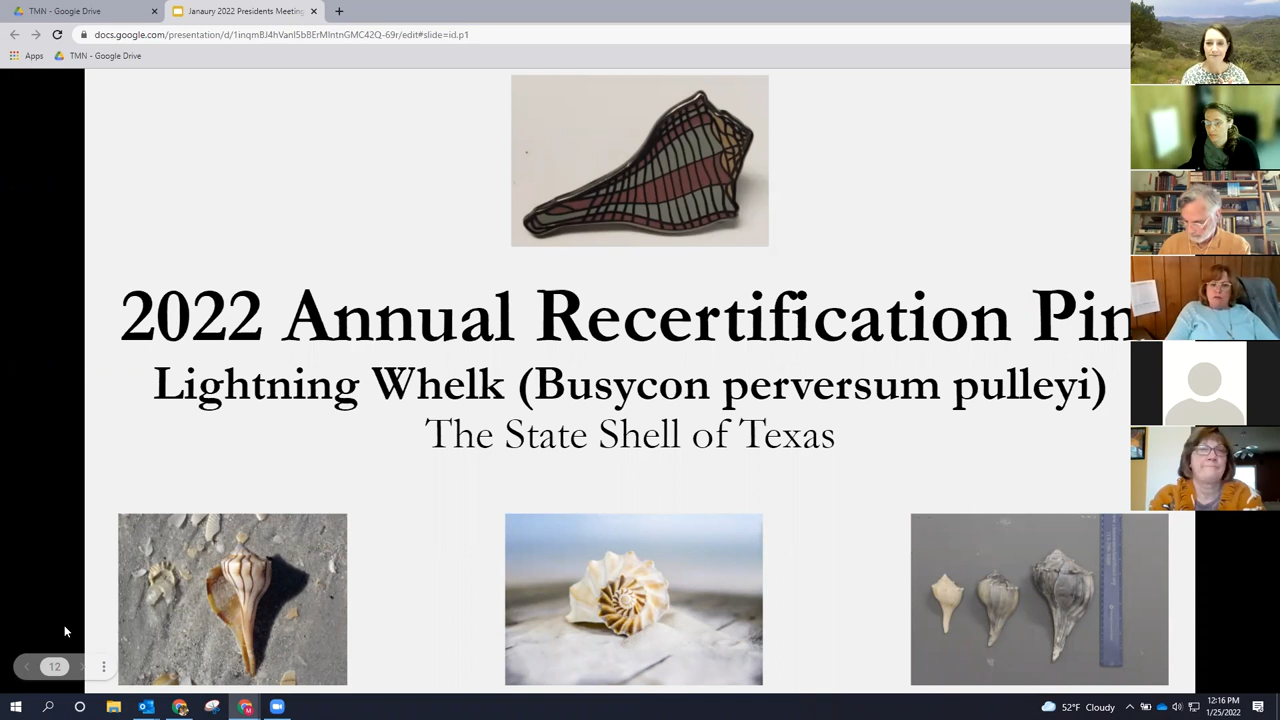 TMN - Google Drive
Janaury 2022 Presidents Meeting
docs.google.com/presentation/d/1inqmBJ4hVanI5bBErMIntnGMC42Q-69r/edit#slide=id.p1
Apps
TMN - Google Drive
2022 Annual Recertification Pin
Lightning Whelk (Busycon perversum pulleyi)
The State Shell of Texas
12
52°F Cloudy
12:16 PM
1/25/2022